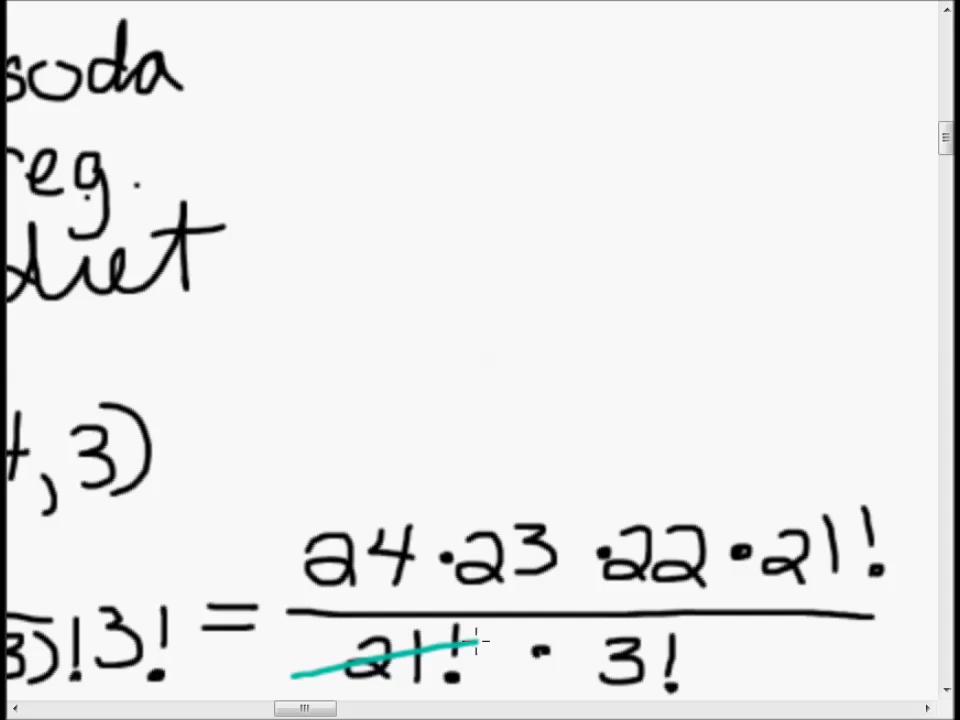 soda
reg.
diet
4,3)
24·23·22·21!
3)!3! =
21! · 3!